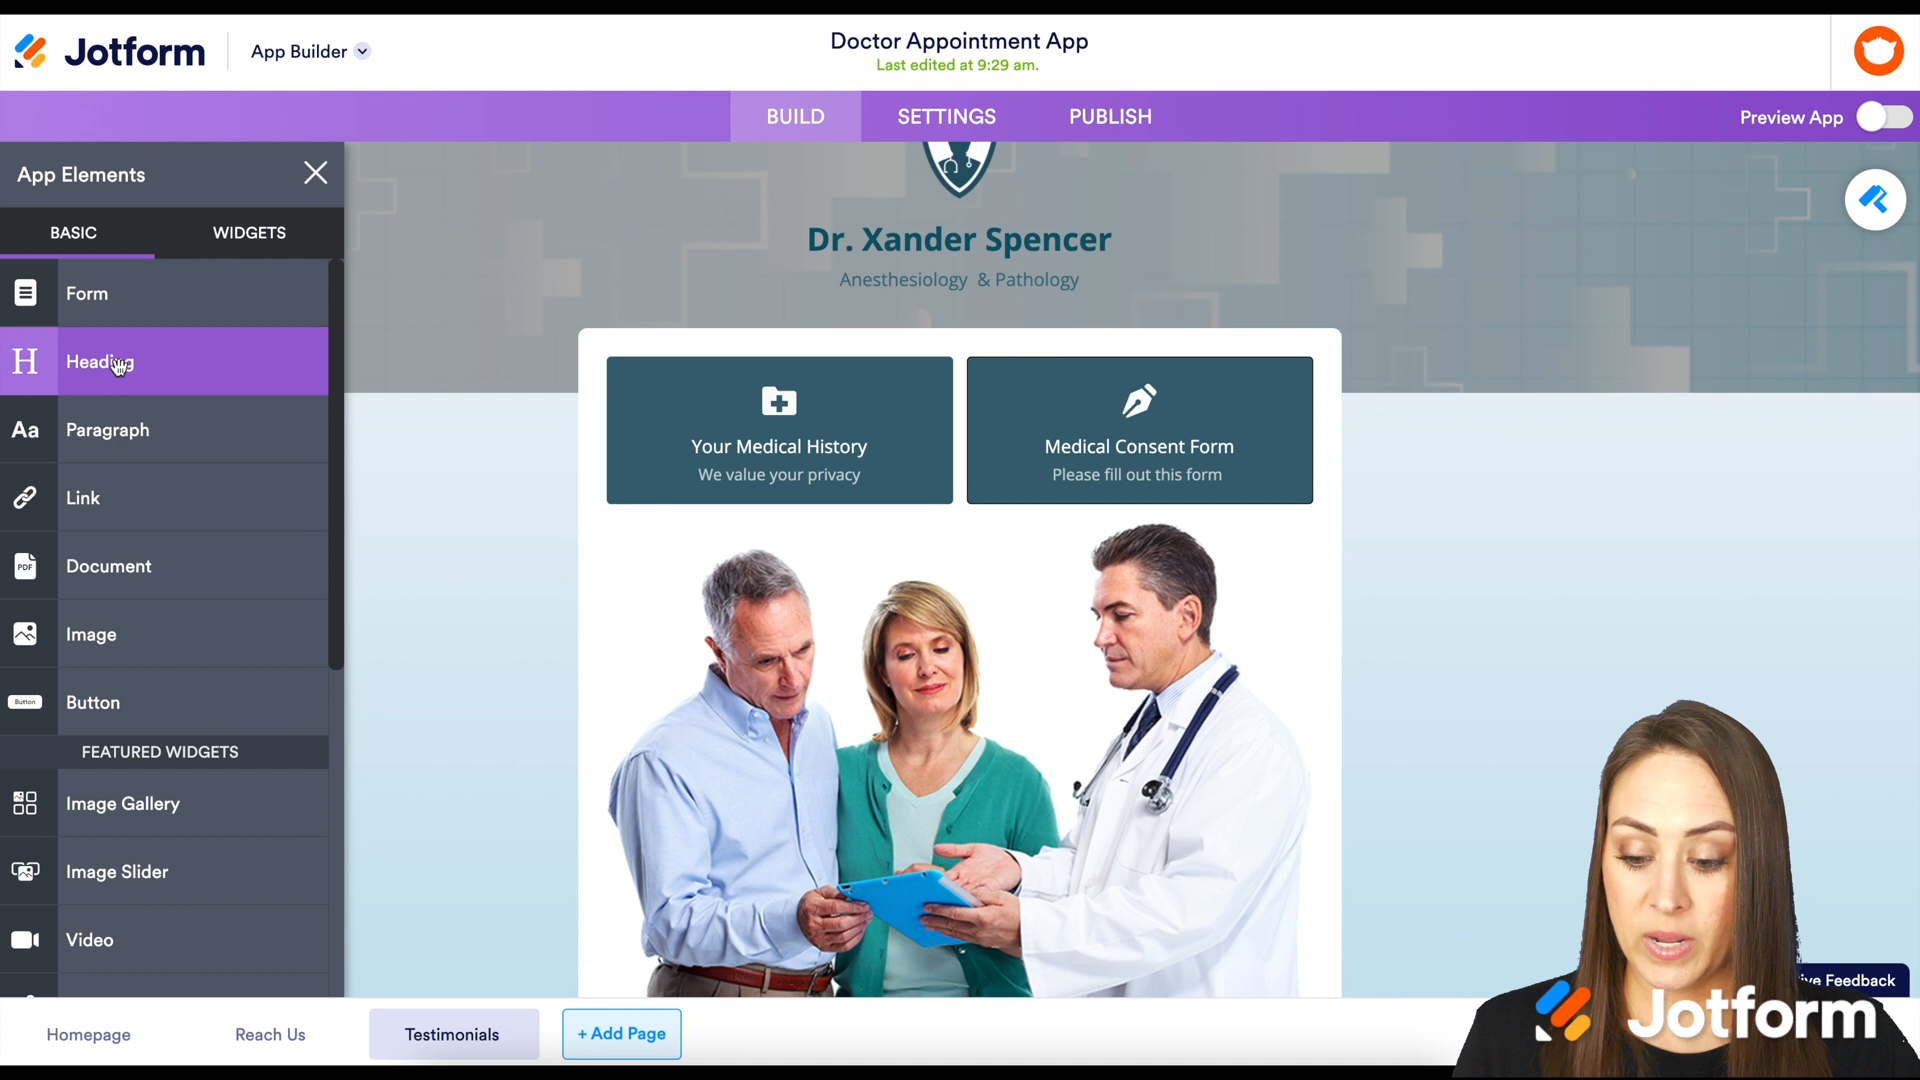 Jotform
App Builder
Doctor Appointment App
Last edited at 9:29 am.
BUILD
SETTINGS
PUBLISH
Preview App
App Elements
BASIC
WIDGETS
Form
H Heading
Aa Paragraph
Link
PDF Document
Image
Button Button
FEATURED WIDGETS
Image Gallery
Image Slider
Video
Dr. Xander Spencer
Anesthesiology & Pathology
Your Medical History
We value your privacy
Medical Consent Form
Please fill out this form
Feedback
Jotform
Homepage
Reach Us
Testimonials
+ Add Page